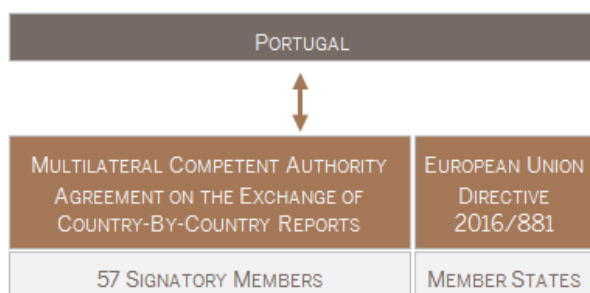 PORTUGAL
MULTILATERAL COMPETENT AUTHORITY
AGREEMENT ON THE EXCHANGE OF
COUNTRY-BY-COUNTRY REPORTS
EUROPEAN UNION
DIRECTIVE
2016/881
57 SIGNATORY MEMBERS
MEMBER STATES